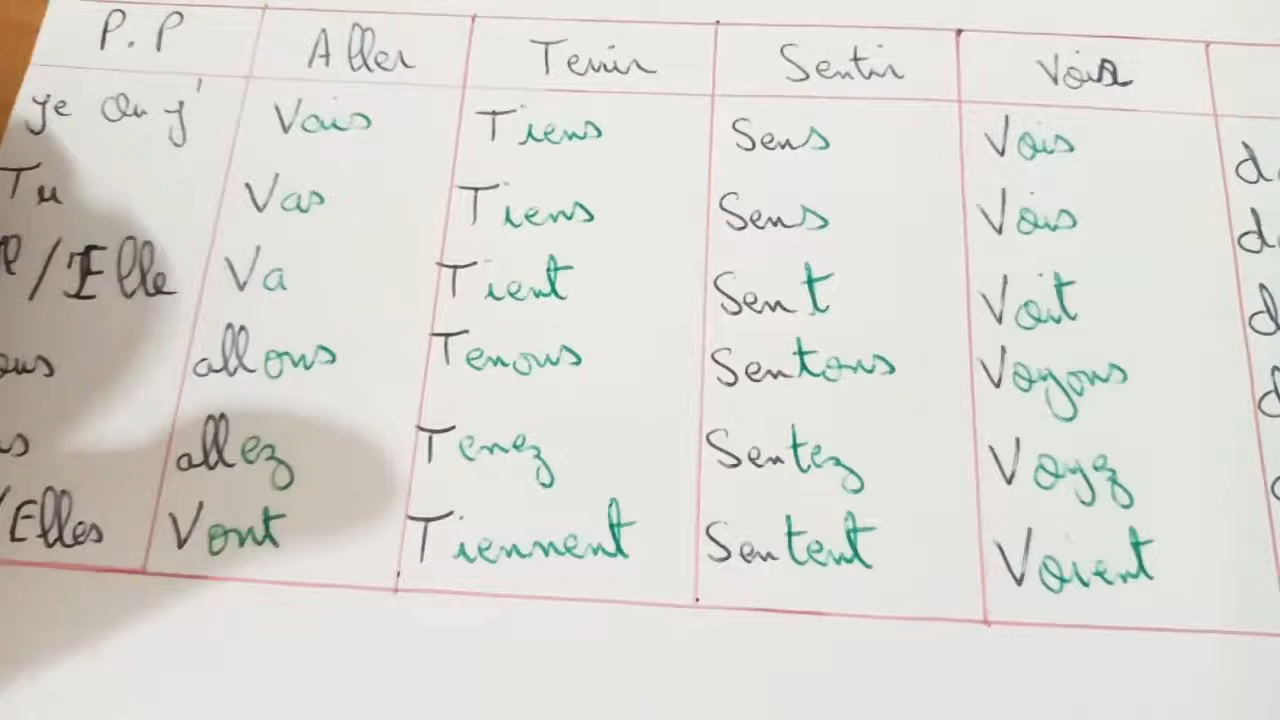 P.P Aller Tenir Sentir Voir
je ou j' Vais Tiens Sens Vois
Tu Vas Tiens Sens Vois
/Elle Va Tient Sent Voit
ous allons Tenons Sentons Voyons
s allez Tenez Sentez Voyez
/Elles Vont Tiennent Sentent Voient